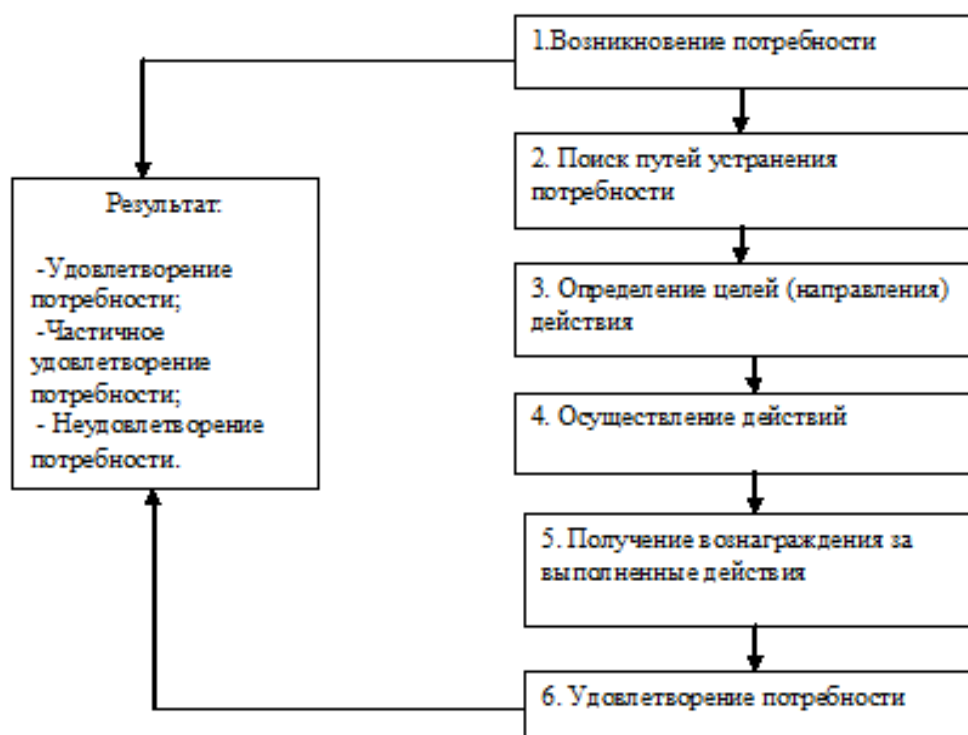 1.Возникновение потребности
2. Поиск путей устранения
потребности
3. Определение целей (направления)
действия
4. Осуществление действий
5. Получение вознаграждения за
выполненные действия
6. Удовлетворение потребности
Результат:
-Удовлетворение
потребности;
-Частичное
удовлетворение
потребности;
- Неудовлетворение
потребности.